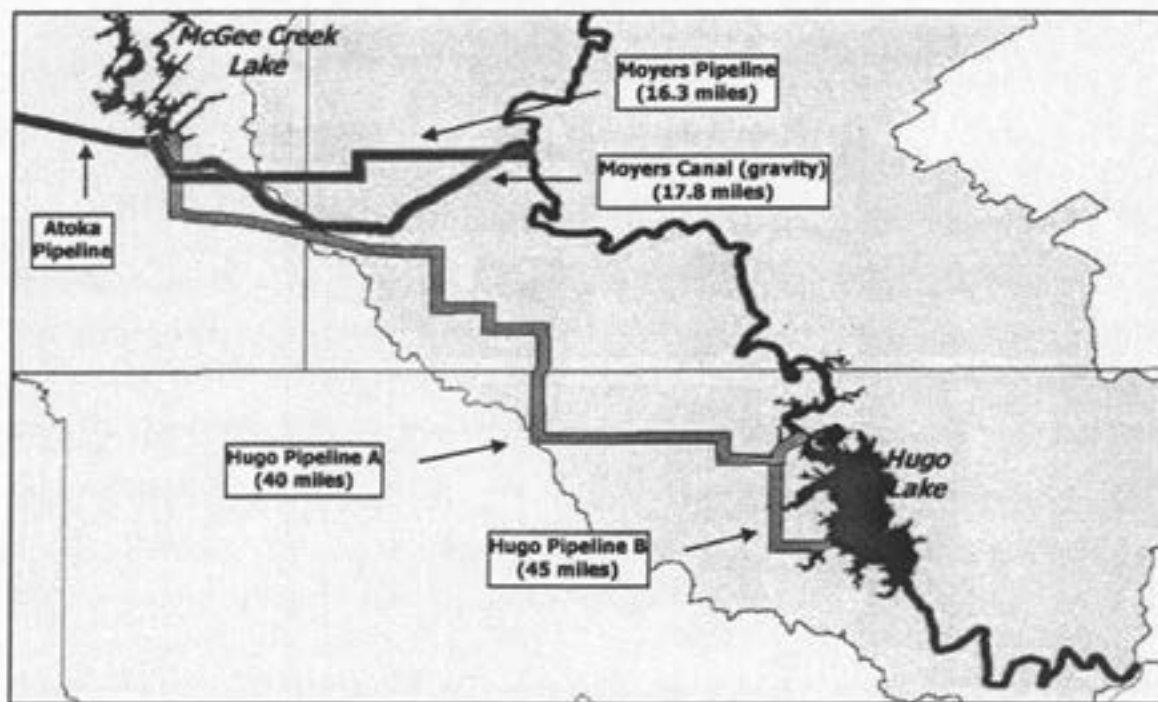 McGee Creek
Lake
Moyers Pipeline
(16.3 miles)
Moyers Canal (gravity)
(17.8 miles)
Atoka
Pipeline
Hugo Pipeline A
(40 miles)
Hugo
Lake
Hugo Pipeline B
(45 miles)